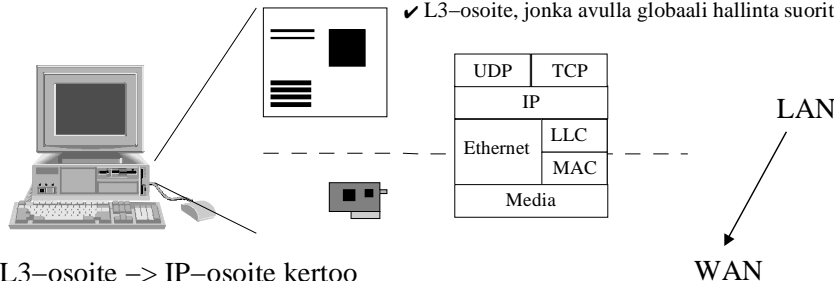 ✔ L3−osoite, jonka avulla globaali hallinta suorit
UDP TCP
IP
LAN
Ethernet LLC
MAC
Media
WAN
L3−osoite −> IP−osoite kertoo